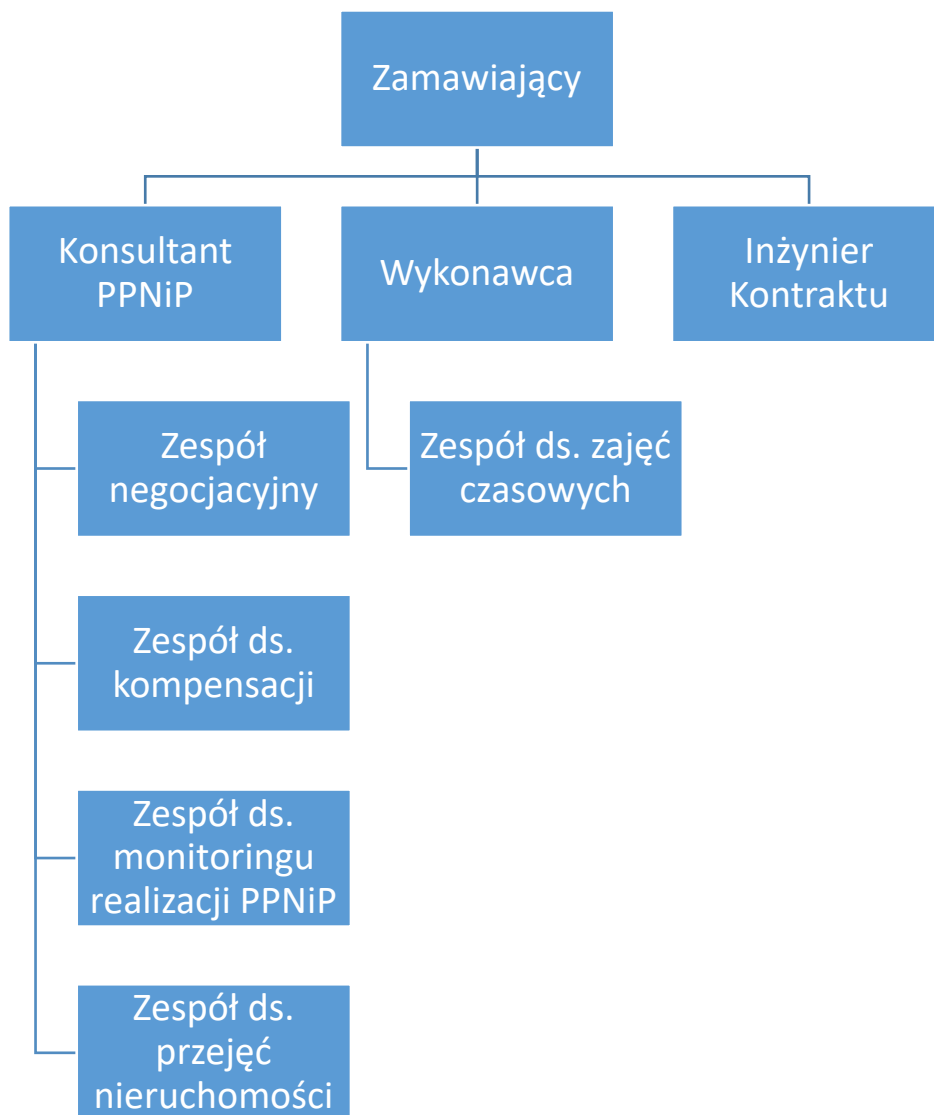 Zamawiający
Konsultant
PPNiP
Wykonawca
Inżynier
Kontraktu
Zespół
negocjacyjny
Zespół ds. zajęć
czasowych
Zespół ds.
kompensacji
Zespół ds.
monitoringu
realizacji PPNiP
Zespół ds.
przejęć
nieruchomości